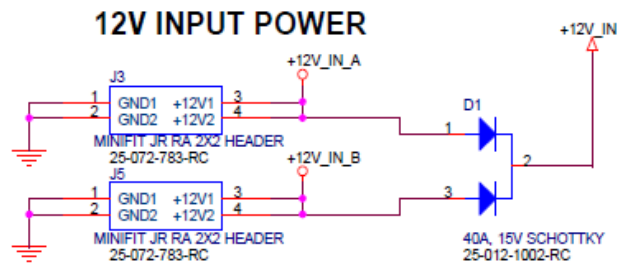 12V INPUT POWER
+12V_IN
+12V_IN_A
J3
1 GND1 +12V1 3
2 GND2 +12V2 4
MINIFIT JR RA 2X2 HEADER
25-072-783-RC
D1
1
2
3
+12V_IN_B
J5
1 GND1 +12V1 3
2 GND2 +12V2 4
MINIFIT JR RA 2X2 HEADER
25-072-783-RC
40A, 15V SCHOTTKY
25-012-1002-RC